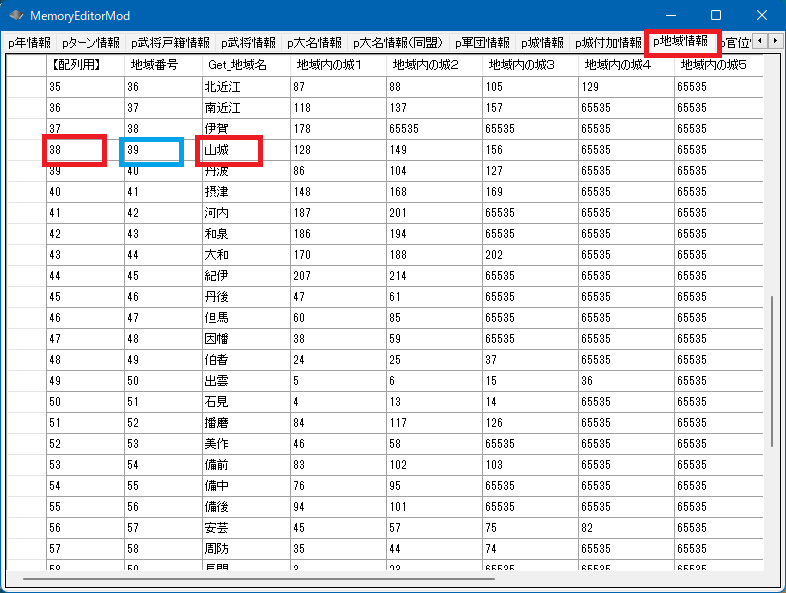 MemoryEditorMod
p年情報 pターン情報 p武将戸籍情報 p武将情報 p大名情報 p大名情報(同盟) p軍団情報 p城情報 p城付加情報 p地域情報 p官位
【配列用】 地域番号 Get_地域名 地域内の城1 地域内の城2 地域内の城3 地域内の城4 地域内の城5
35 36 北近江 87 88 105 129 65535
36 37 南近江 118 137 157 65535 65535
37 38 伊賀 178 65535 65535 65535 65535
38 39 山城 128 149 156 65535 65535
39 40 丹波 86 104 127 65535 65535
40 41 摂津 148 168 169 65535 65535
41 42 河内 187 201 65535 65535 65535
42 43 和泉 186 194 65535 65535 65535
43 44 大和 170 188 202 65535 65535
44 45 紀伊 207 214 65535 65535 65535
45 46 丹後 47 61 65535 65535 65535
46 47 但馬 60 85 65535 65535 65535
47 48 因幡 38 59 65535 65535 65535
48 49 伯耆 24 25 37 65535 65535
49 50 出雲 5 6 15 36 65535
50 51 石見 4 13 14 65535 65535
51 52 播磨 84 117 126 65535 65535
52 53 美作 46 58 65535 65535 65535
53 54 備前 83 102 103 65535 65535
54 55 備中 76 95 65535 65535 65535
55 56 備後 94 101 65535 65535 65535
56 57 安芸 45 57 75 82 65535
57 58 周防 35 44 74 65535 65535
58 59 長門 3 23 65535 65535 65535